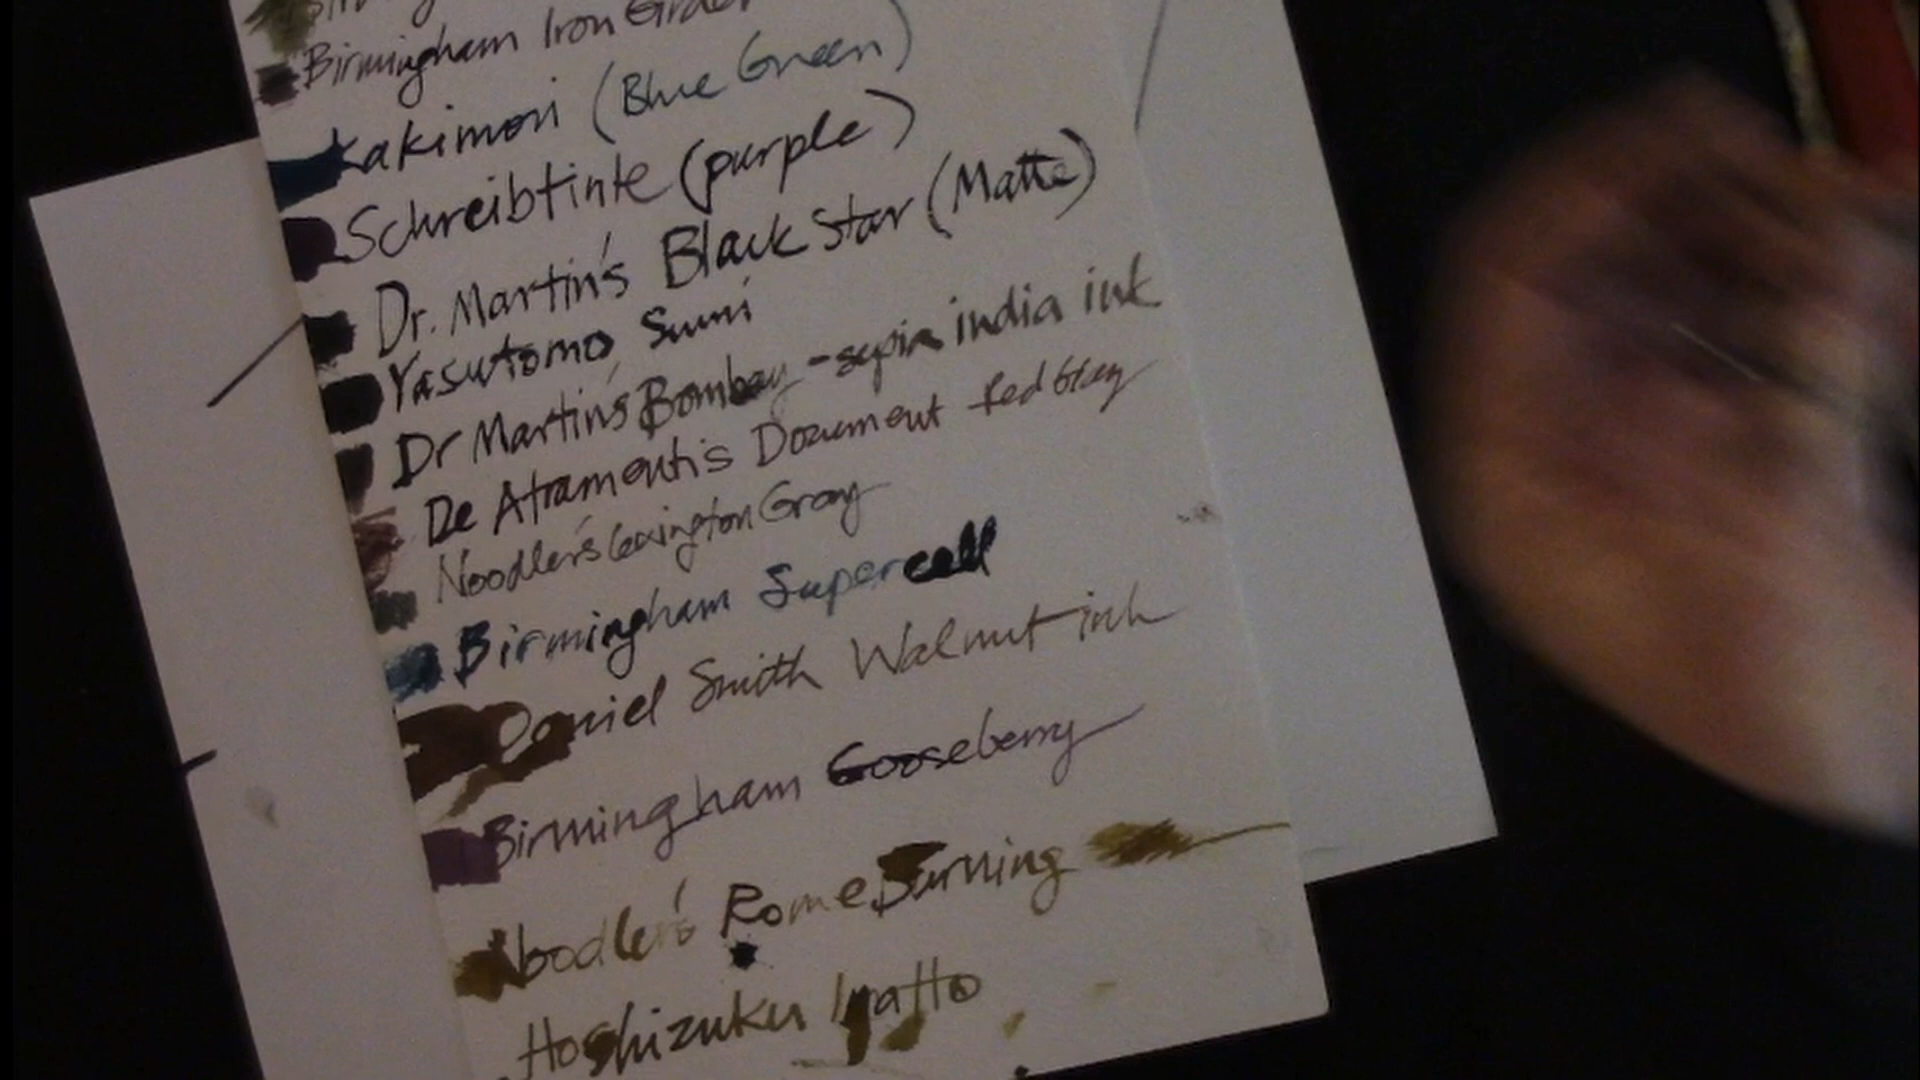 Birmingham Iron
Kakimori (Blue Green)
Schreibtinte (purple)
Dr. Martin's Black Star (Matte)
Yasutomo Sumi
Dr Martin's Bombay - sepia india ink
De Atramentis Document Red Gray
Noodler's Lexington Gray
Birmingham Supercell
Daniel Smith Walnut ink
Birmingham Gooseberry
Noodler's Rome Burning
Hoshizuku